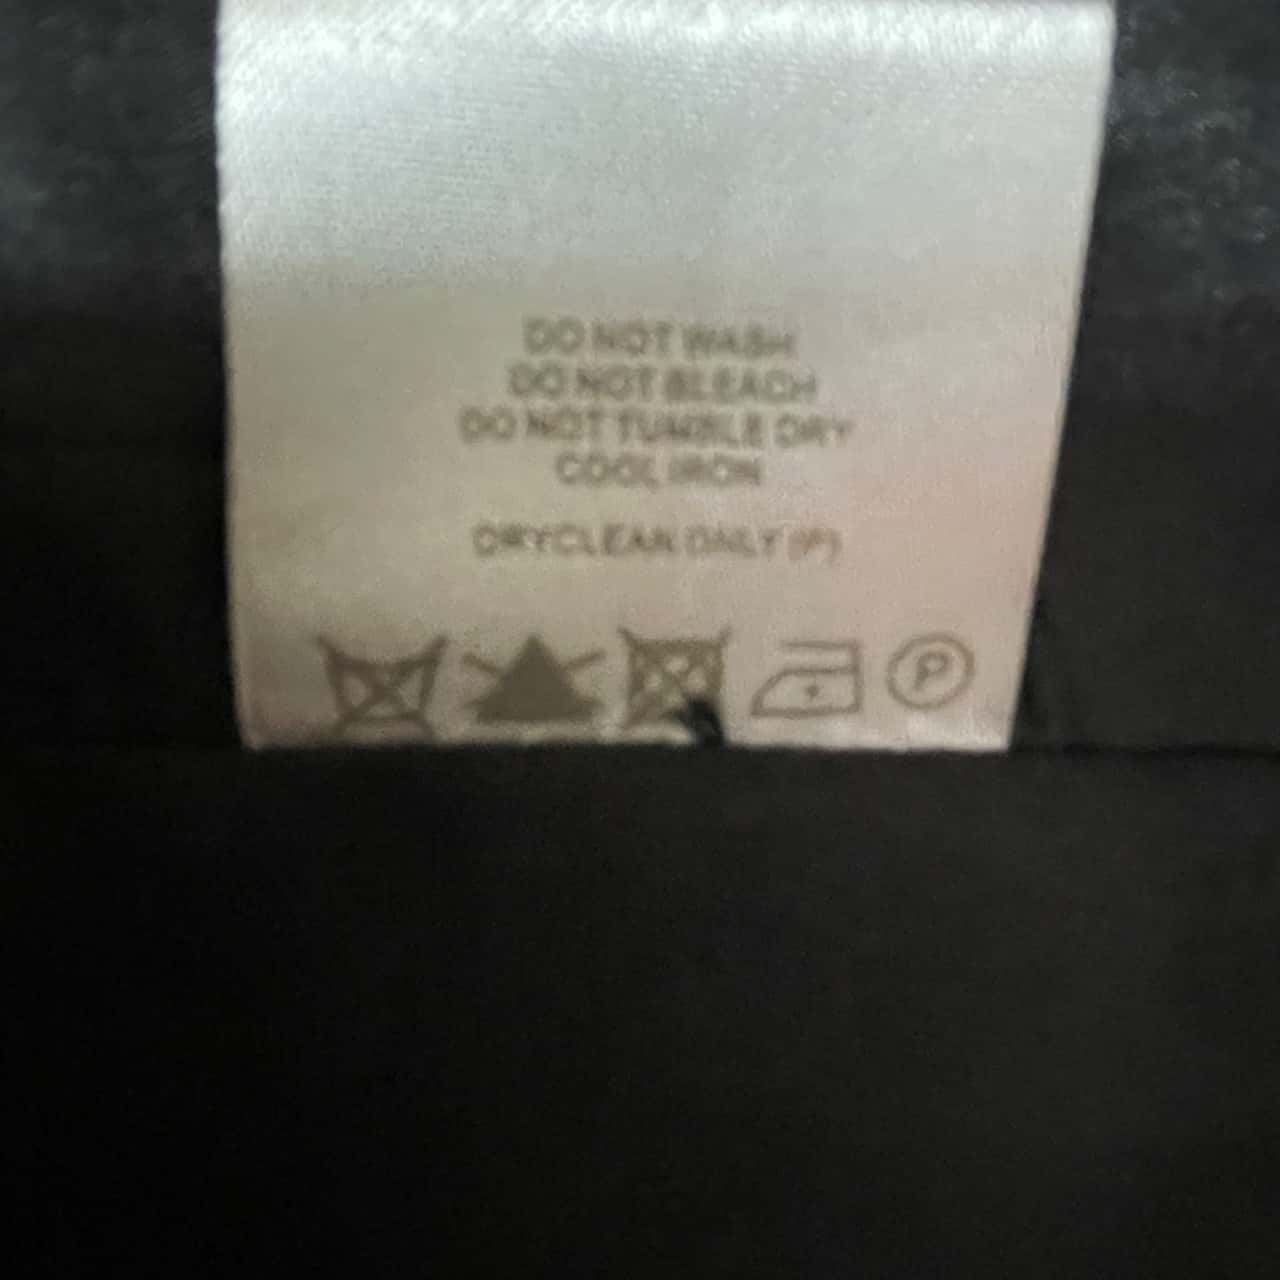 DO NOT WASH
DO NOT BLEACH
DO NOT TUMBLE DRY
COOL IRON
DRYCLEAN ONLY (P)
P